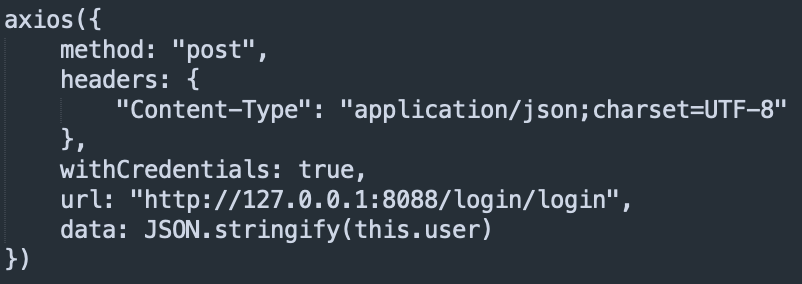 axios({
    method: "post",
    headers: {
        "Content-Type": "application/json;charset=UTF-8"
    },
    withCredentials: true,
    url: "http://127.0.0.1:8088/login/login",
    data: JSON.stringify(this.user)
})